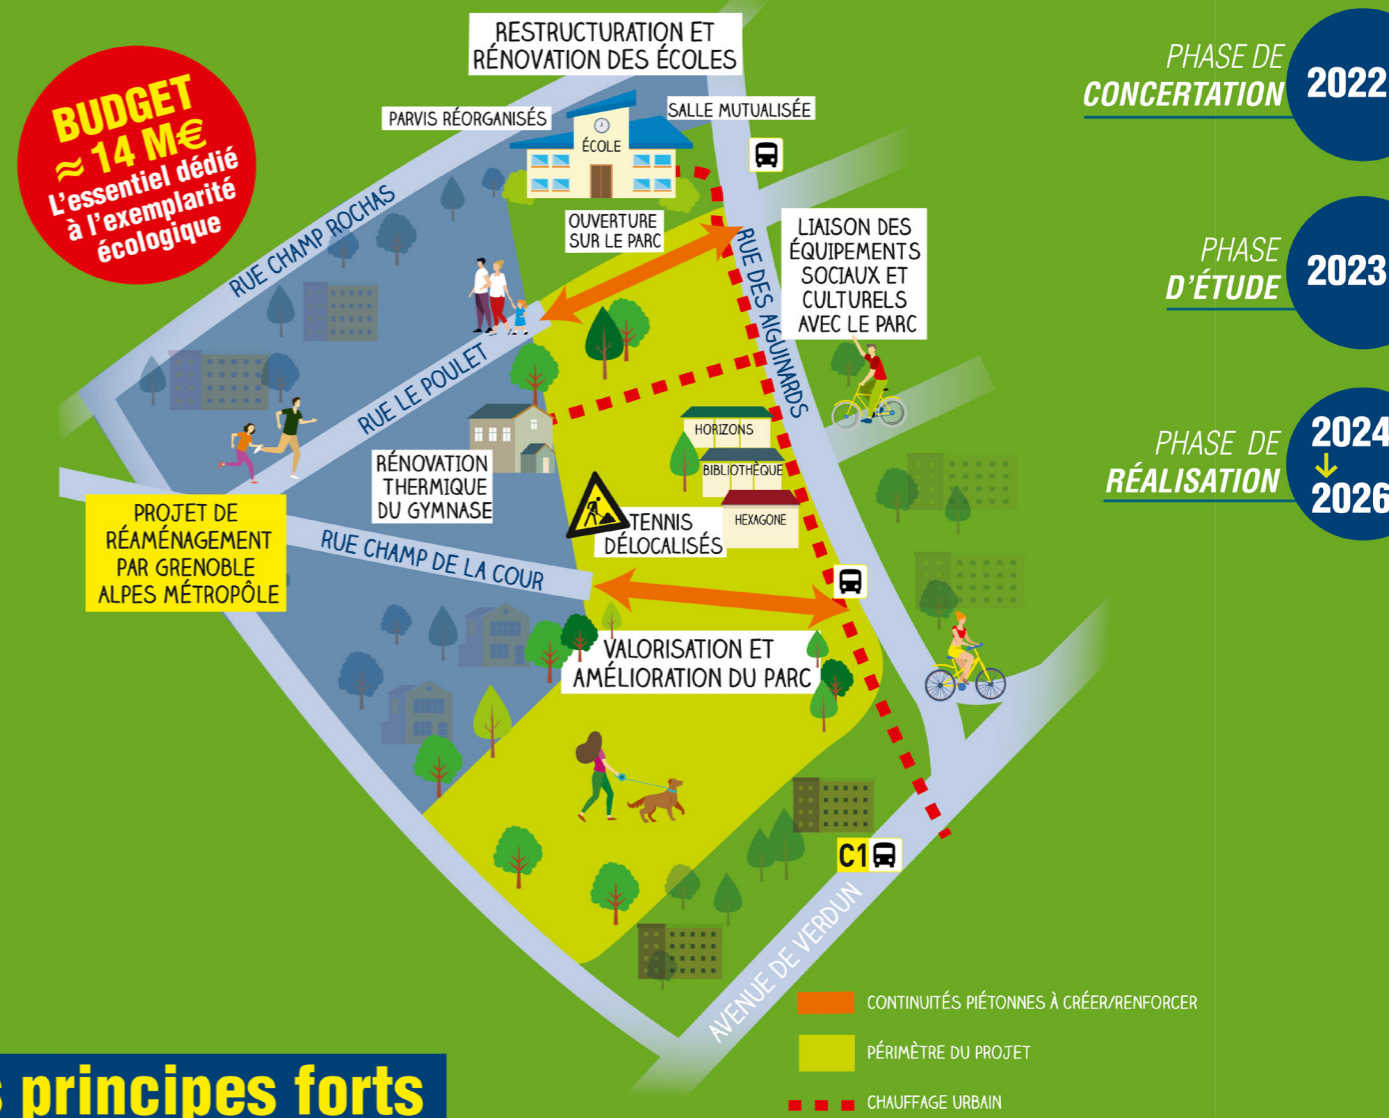 RESTRUCTURATION ET
RÉNOVATION DES ÉCOLES
BUDGET
≈ 14 M€
L'essentiel dédié
à l'exemplarité
écologique
PARVIS RÉORGANISÉS
SALLE MUTUALISÉE
ÉCOLE
OUVERTURE
SUR LE PARC
RUE CHAMP ROCHAS
RUE DES AIGUINARDS
LIAISON DES
ÉQUIPEMENTS
SOCIAUX ET
CULTURELS
AVEC LE PARC
RUE LE POULET
HORIZONS
BIBLIOTHÈQUE
HEXAGONE
RÉNOVATION
THERMIQUE
DU GYMNASE
TENNIS
DÉLOCALISÉS
PROJET DE
RÉAMÉNAGEMENT
PAR GRENOBLE
ALPES MÉTROPÔLE
RUE CHAMP DE LA COUR
VALORISATION ET
AMÉLIORATION DU PARC
C1
AVENUE DE VERDUN
PHASE DE
CONCERTATION
2022
PHASE
D'ÉTUDE
2023
PHASE DE
RÉALISATION
2024
↓
2026
CONTINUITÉS PIÉTONNES À CRÉER/RENFORCER
PÉRIMÈTRE DU PROJET
CHAUFFAGE URBAIN
s principes forts